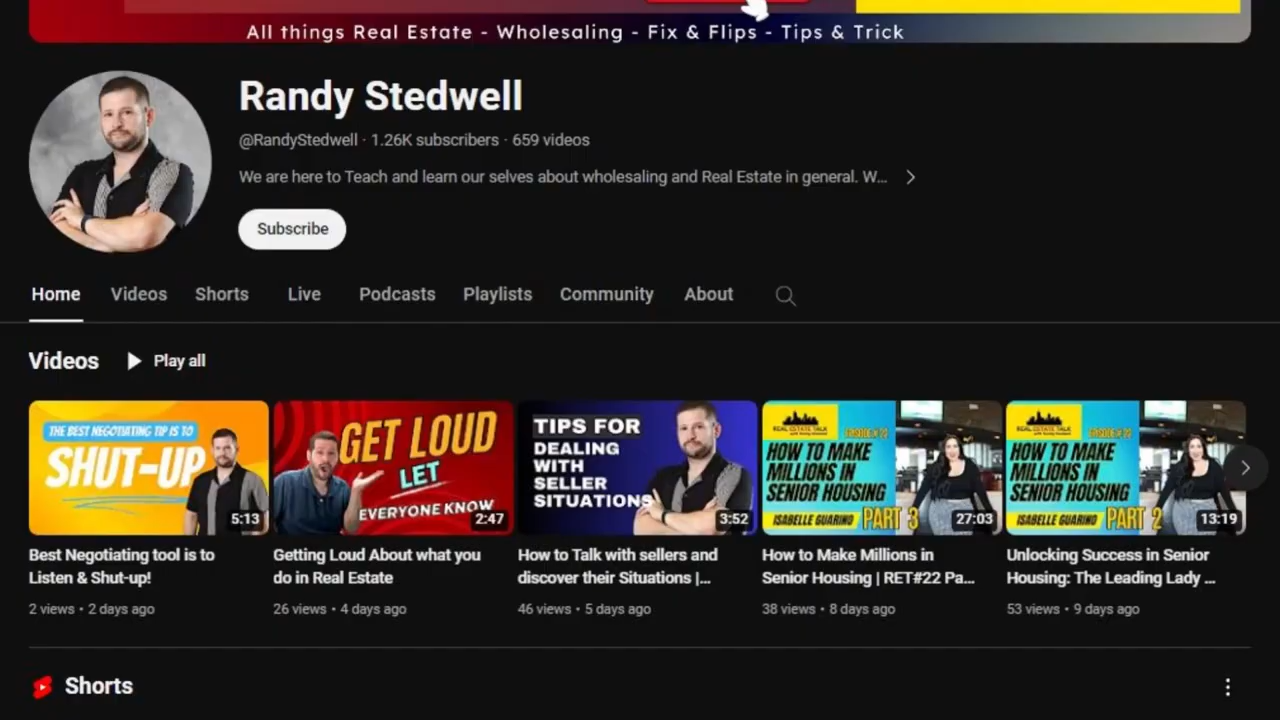 All things Real Estate - Wholesaling - Fix & Flips - Tips & Trick
Randy Stedwell
@RandyStedwell · 1.26K subscribers · 659 videos
We are here to Teach and learn our selves about wholesaling and Real Estate in general. W...
Subscribe
Home Videos Shorts Live Podcasts Playlists Community About
Videos Play all
THE BEST NEGOTIATING TIP IS TO
SHUT-UP
5:13
GET LOUD
LET
EVERYONE KNOW
2:47
TIPS FOR
DEALING
WITH
SELLER
SITUATIONS
3:52
REAL ESTATE TALK
EPISODE# 22
HOW TO MAKE
MILLIONS IN
SENIOR HOUSING
ISABELLE GUARINO PART 3
27:03
REAL ESTATE TALK
EPISODE# 22
HOW TO MAKE
MILLIONS IN
SENIOR HOUSING
ISABELLE GUARINO PART 2
13:19
Best Negotiating tool is to
Listen & Shut-up!
2 views • 2 days ago
Getting Loud About what you
do in Real Estate
26 views • 4 days ago
How to Talk with sellers and
discover their Situations |...
46 views • 5 days ago
How to Make Millions in
Senior Housing | RET#22 Pa...
38 views • 8 days ago
Unlocking Success in Senior
Housing: The Leading Lady ...
53 views • 9 days ago
Shorts